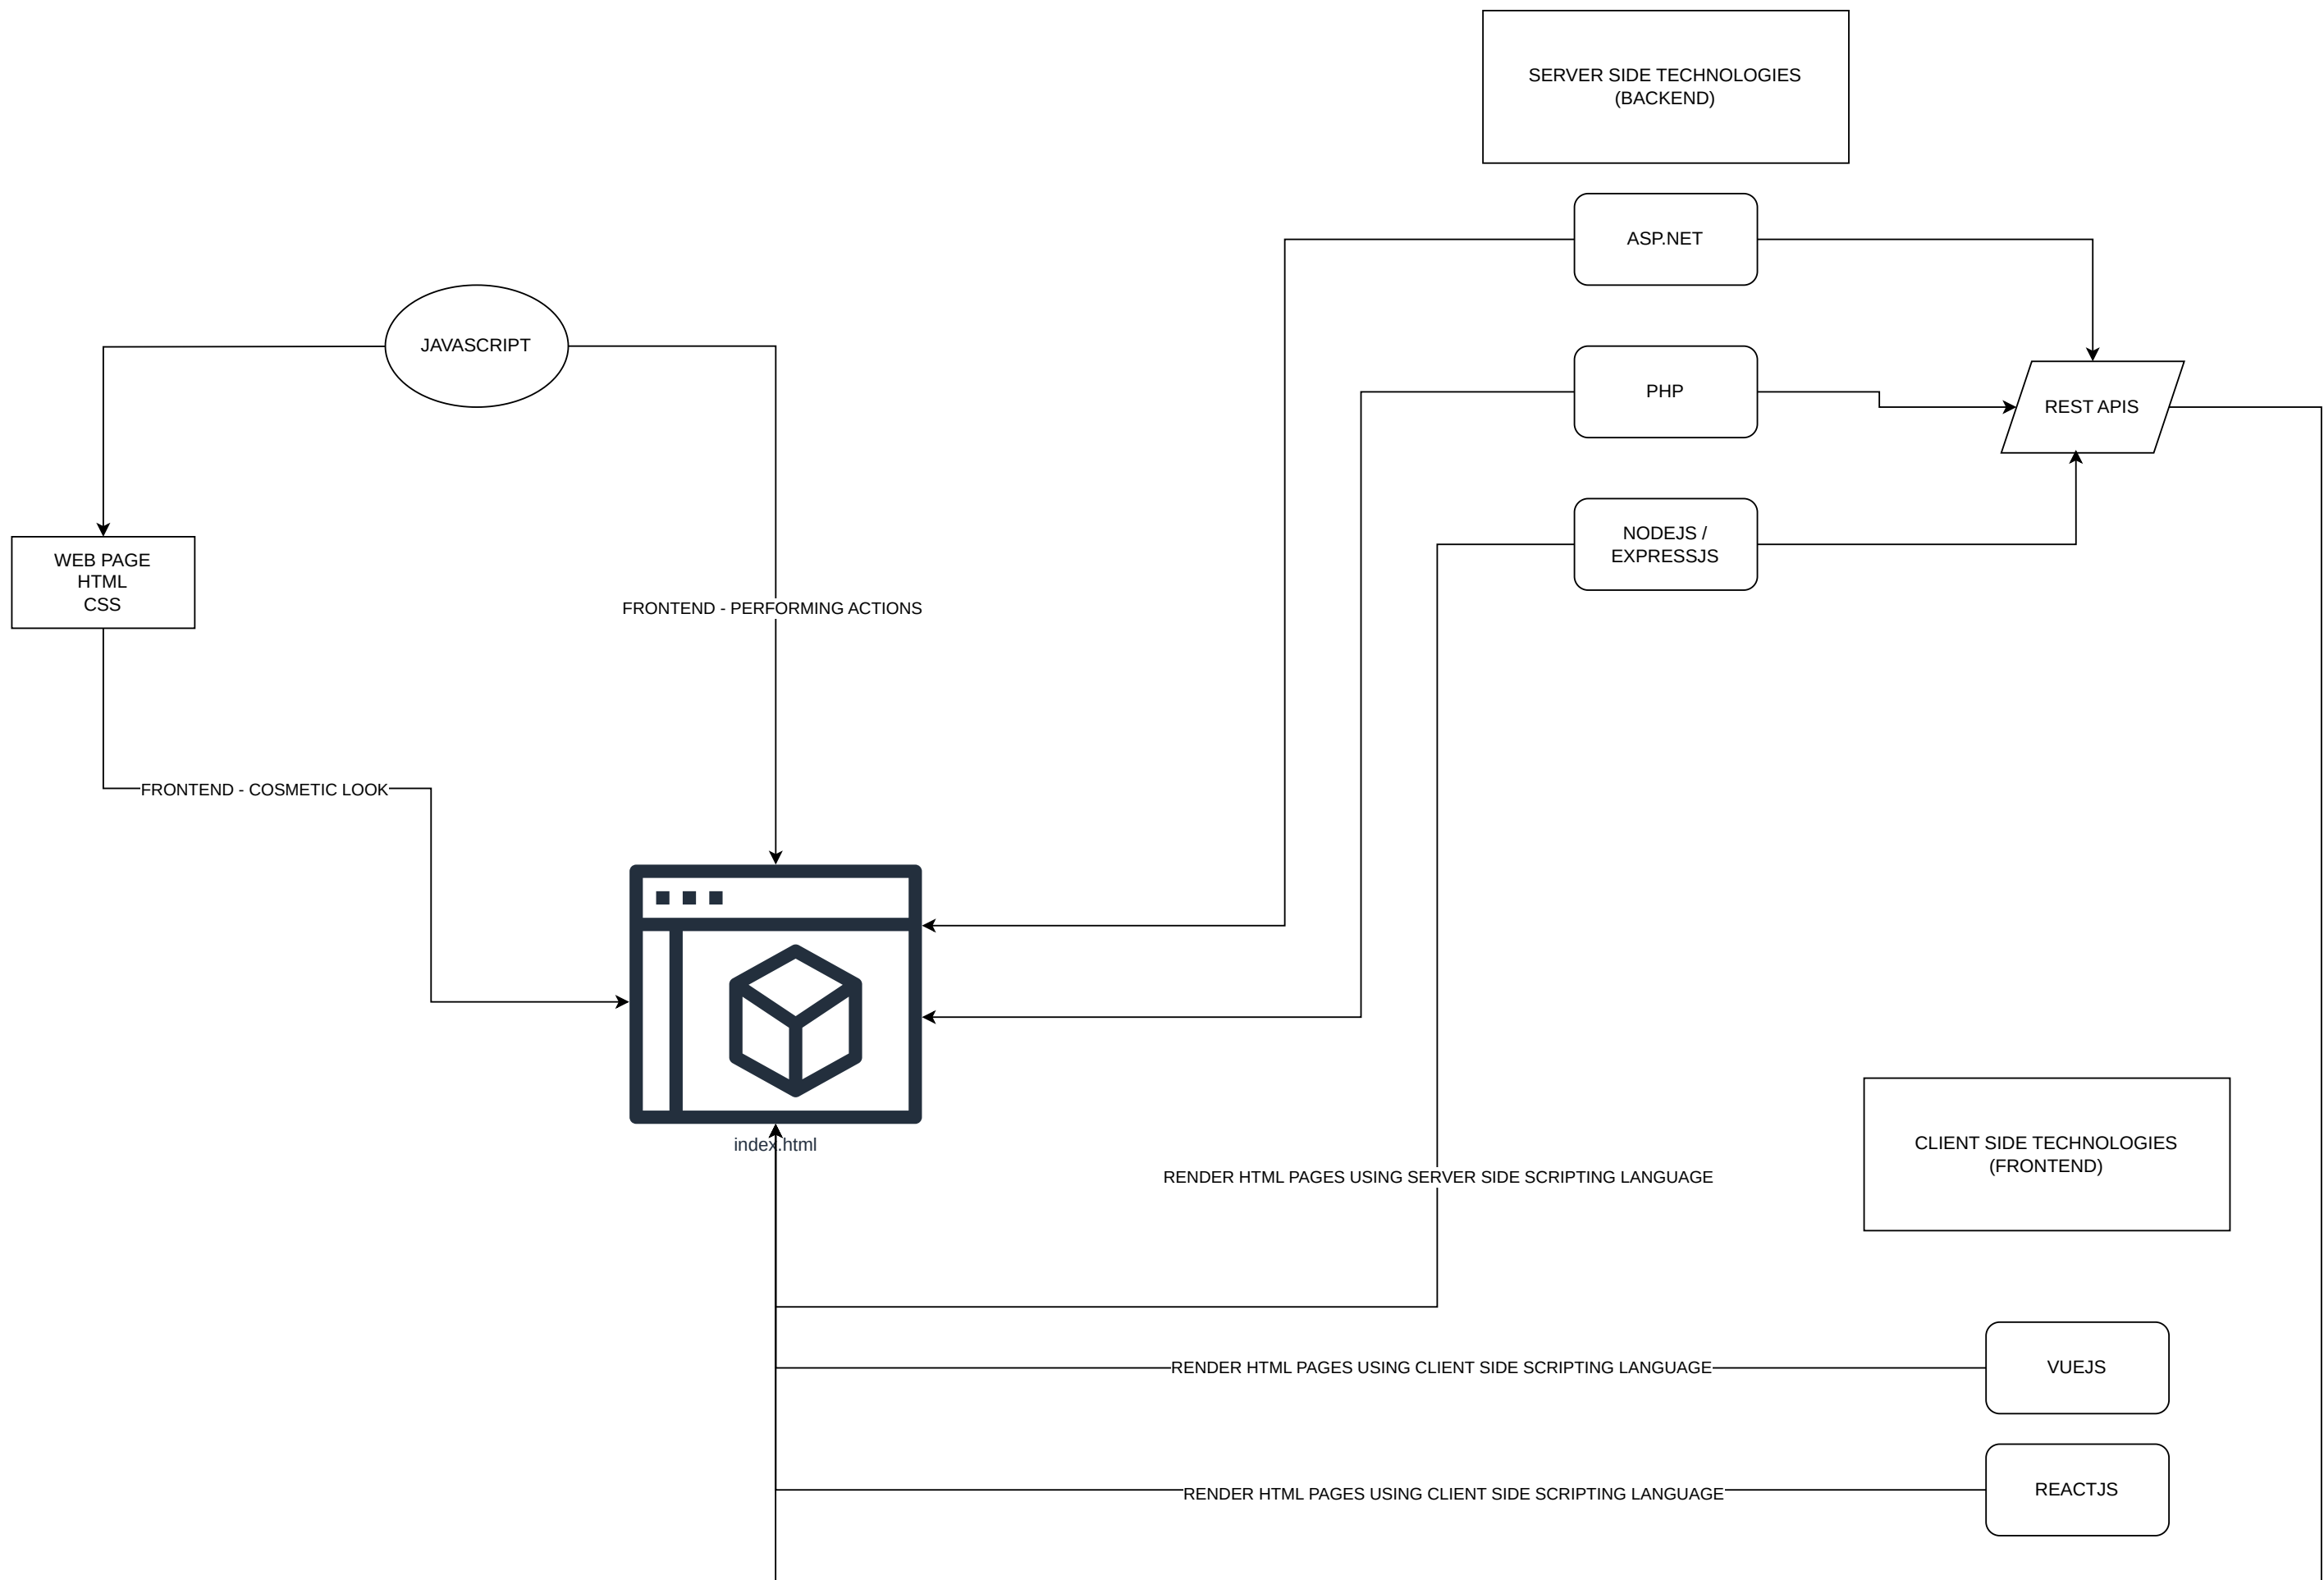 SERVER SIDE TECHNOLOGIES
(BACKEND)
ASP.NET
JAVASCRIPT
PHP
REST APIS
NODEJS /
EXPRESSJS
WEB PAGE
HTML
CSS
FRONTEND - PERFORMING ACTIONS
FRONTEND - COSMETIC LOOK
index.html
CLIENT SIDE TECHNOLOGIES
(FRONTEND)
RENDER HTML PAGES USING SERVER SIDE SCRIPTING LANGUAGE
RENDER HTML PAGES USING CLIENT SIDE SCRIPTING LANGUAGE
VUEJS
RENDER HTML PAGES USING CLIENT SIDE SCRIPTING LANGUAGE
REACTJS